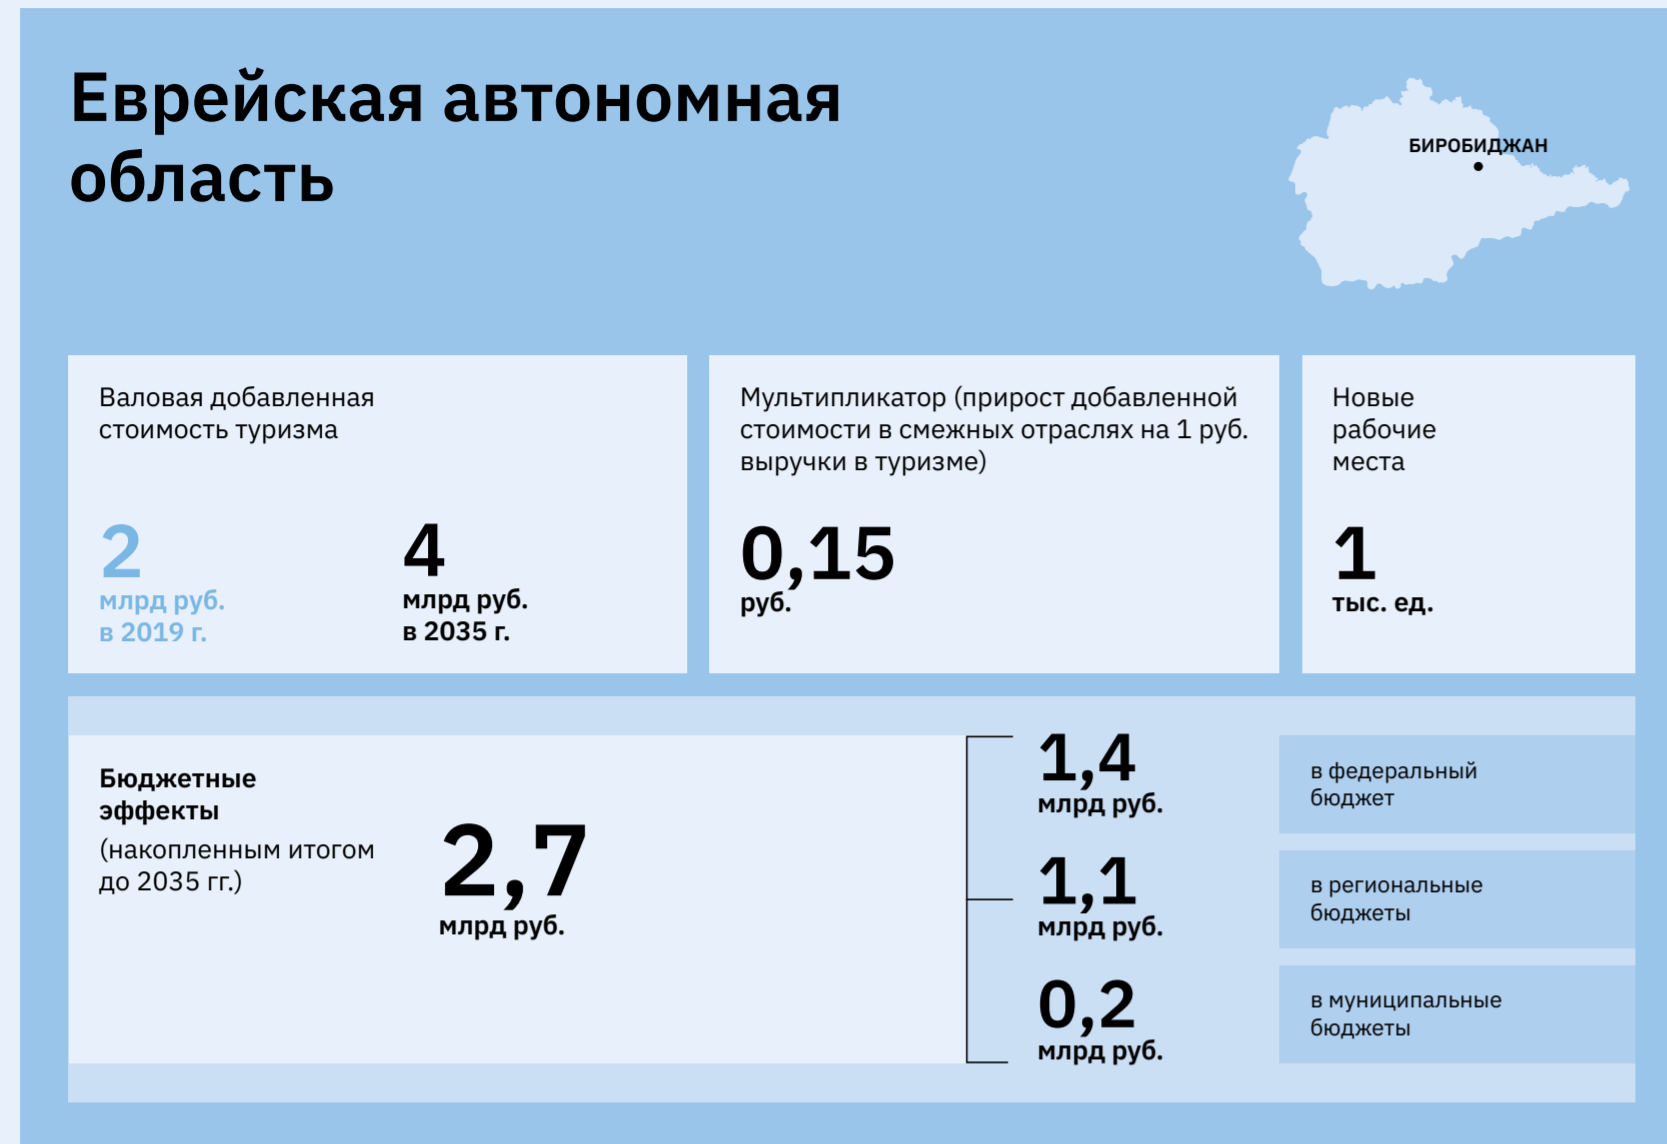 Еврейская автономная
область
БИРОБИДЖАН
Валовая добавленная
стоимость туризма
2
млрд руб.
в 2019 г.
4
млрд руб.
в 2035 г.
Мультипликатор (прирост добавленной
стоимости в смежных отраслях на 1 руб.
выручки в туризме)
0,15
руб.
Новые
рабочие
места
1
тыс. ед.
Бюджетные
эффекты
(накопленным итогом
до 2035 гг.)
2,7
млрд руб.
1,4
млрд руб.
в федеральный
бюджет
1,1
млрд руб.
в региональные
бюджеты
0,2
млрд руб.
в муниципальные
бюджеты